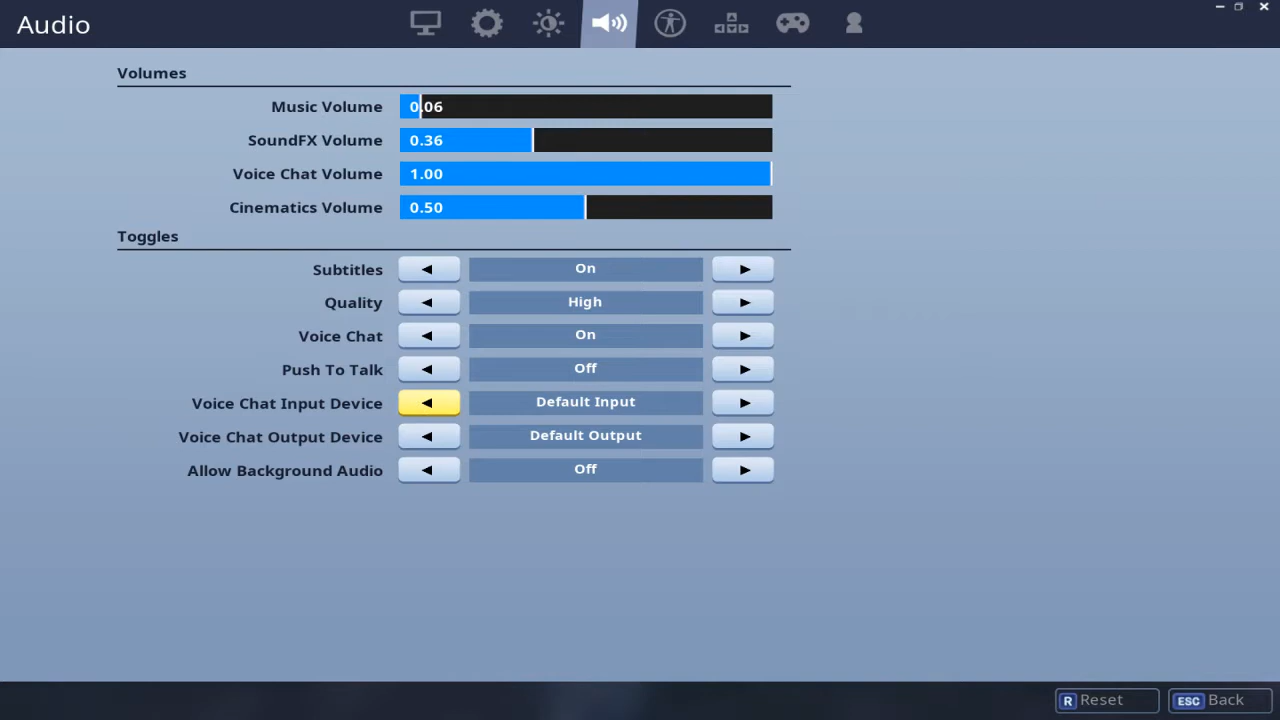 Audio
Volumes
Music Volume 0.06
SoundFX Volume 0.36
Voice Chat Volume 1.00
Cinematics Volume 0.50
Toggles
Subtitles On
Quality High
Voice Chat On
Push To Talk Off
Voice Chat Input Device Default Input
Voice Chat Output Device Default Output
Allow Background Audio Off
R Reset ESC Back